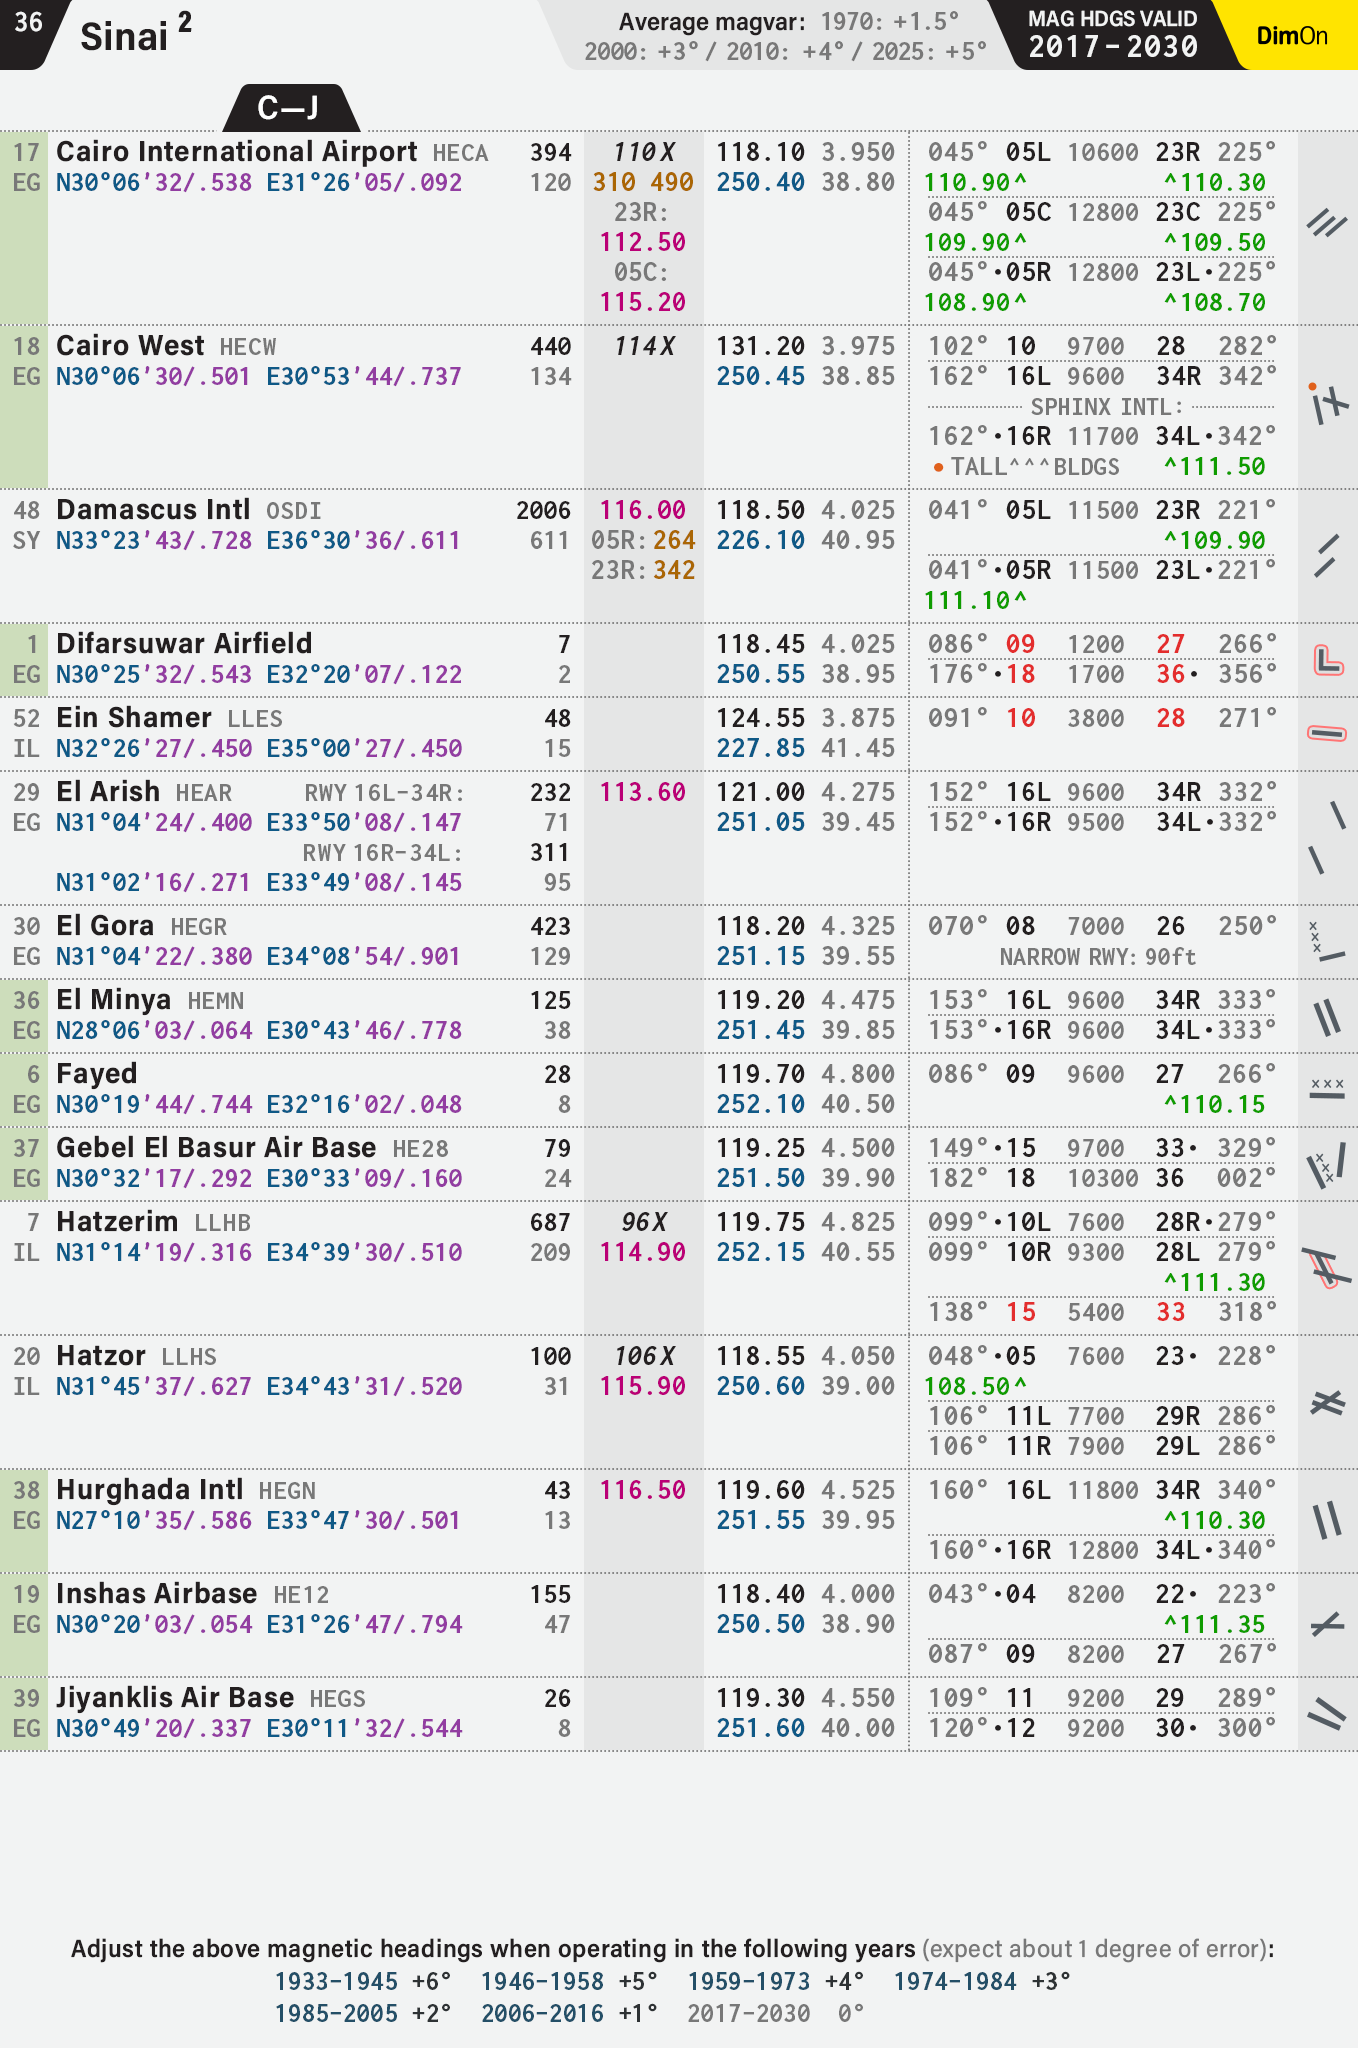 36 Sinai 2 Average magvar: 1970: +1.5° MAG HDGS VALID DimOn
2000: +3° / 2010: +4° / 2025: +5° 2017-2030
C—J
17 Cairo International Airport HECA 394 110X 118.10 3.950 045° 05L 10600 23R 225°
EG N30°06'32/.538 E31°26'05/.092 120 310 490 250.40 38.80 110.90^ ^110.30
23R: 045° 05C 12800 23C 225°
112.50 109.90^ ^109.50
05C: 045°·05R 12800 23L·225°
115.20 108.90^ ^108.70
18 Cairo West HECW 440 114X 131.20 3.975 102° 10 9700 28 282°
EG N30°06'30/.501 E30°53'44/.737 134 250.45 38.85 162° 16L 9600 34R 342°
SPHINX INTL:
162°·16R 11700 34L·342°
• TALL^^^BLDGS ^111.50
48 Damascus Intl OSDI 2006 116.00 118.50 4.025 041° 05L 11500 23R 221°
SY N33°23'43/.728 E36°30'36/.611 611 05R: 264 226.10 40.95 ^109.90
23R: 342 041°·05R 11500 23L·221°
111.10^
1 Difarsuwar Airfield 7 118.45 4.025 086° 09 1200 27 266°
EG N30°25'32/.543 E32°20'07/.122 2 250.55 38.95 176°·18 1700 36· 356°
52 Ein Shamer LLES 48 124.55 3.875 091° 10 3800 28 271°
IL N32°26'27/.450 E35°00'27/.450 15 227.85 41.45
29 El Arish HEAR RWY 16L-34R: 232 113.60 121.00 4.275 152° 16L 9600 34R 332°
EG N31°04'24/.400 E33°50'08/.147 71 251.05 39.45 152°·16R 9500 34L·332°
RWY 16R-34L: 311
N31°02'16/.271 E33°49'08/.145 95
30 El Gora HEGR 423 118.20 4.325 070° 08 7000 26 250°
EG N31°04'22/.380 E34°08'54/.901 129 251.15 39.55 NARROW RWY: 90ft
36 El Minya HEMN 125 119.20 4.475 153° 16L 9600 34R 333°
EG N28°06'03/.064 E30°43'46/.778 38 251.45 39.85 153°·16R 9600 34L·333°
6 Fayed 28 119.70 4.800 086° 09 9600 27 266°
EG N30°19'44/.744 E32°16'02/.048 8 252.10 40.50 ^110.15
37 Gebel El Basur Air Base HE28 79 119.25 4.500 149°·15 9700 33· 329°
EG N30°32'17/.292 E30°33'09/.160 24 251.50 39.90 182° 18 10300 36 002°
7 Hatzerim LLHB 687 96X 119.75 4.825 099°·10L 7600 28R·279°
IL N31°14'19/.316 E34°39'30/.510 209 114.90 252.15 40.55 099° 10R 9300 28L 279°
^111.30
138° 15 5400 33 318°
20 Hatzor LLHS 100 106X 118.55 4.050 048°·05 7600 23· 228°
IL N31°45'37/.627 E34°43'31/.520 31 115.90 250.60 39.00 108.50^
106° 11L 7700 29R 286°
106° 11R 7900 29L 286°
38 Hurghada Intl HEGN 43 116.50 119.60 4.525 160° 16L 11800 34R 340°
EG N27°10'35/.586 E33°47'30/.501 13 251.55 39.95 ^110.30
160°·16R 12800 34L·340°
19 Inshas Airbase HE12 155 118.40 4.000 043°·04 8200 22· 223°
EG N30°20'03/.054 E31°26'47/.794 47 250.50 38.90 ^111.35
087° 09 8200 27 267°
39 Jiyanklis Air Base HEGS 26 119.30 4.550 109° 11 9200 29 289°
EG N30°49'20/.337 E30°11'32/.544 8 251.60 40.00 120°·12 9200 30· 300°
Adjust the above magnetic headings when operating in the following years (expect about 1 degree of error):
1933-1945 +6° 1946-1958 +5° 1959-1973 +4° 1974-1984 +3°
1985-2005 +2° 2006-2016 +1° 2017-2030 0°